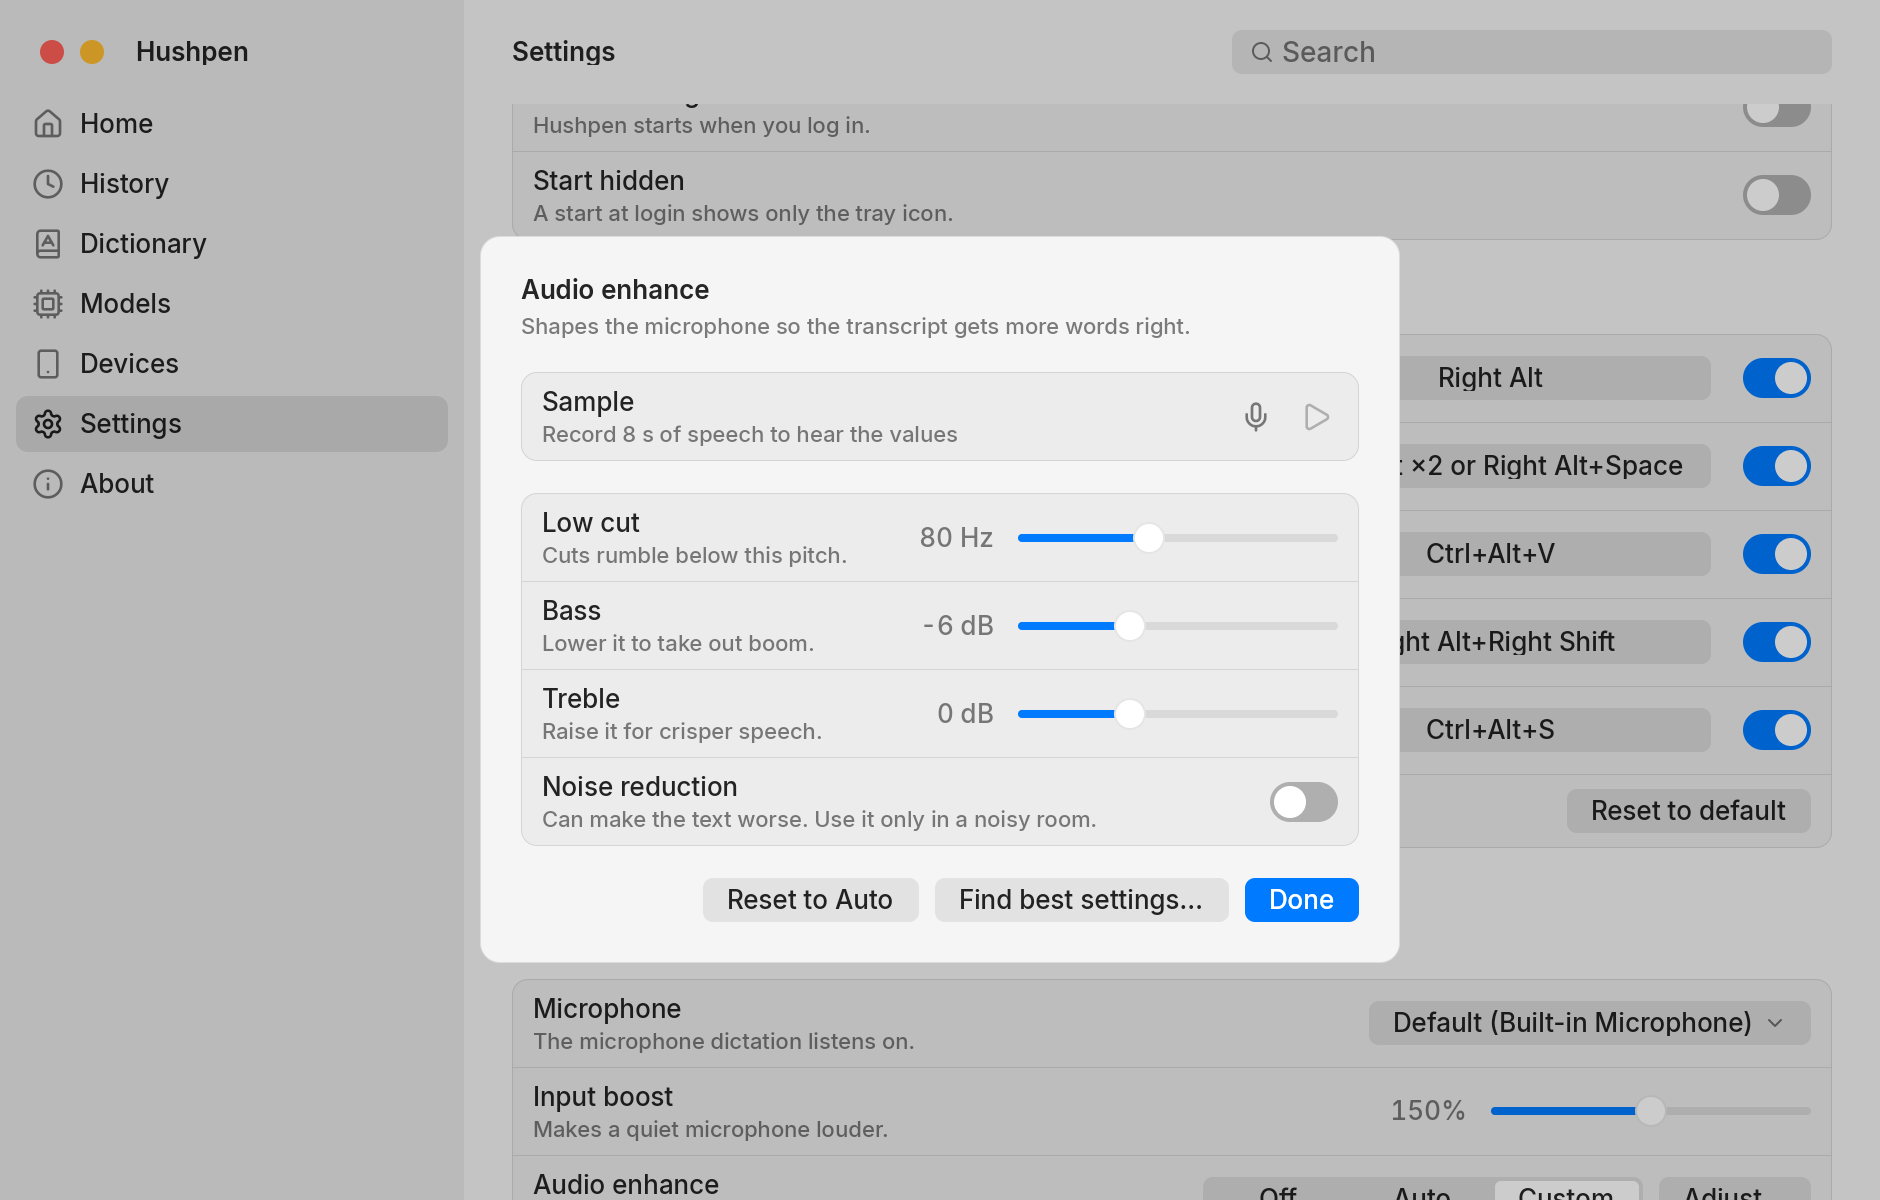 Hushpen
Home
History
Dictionary
Models
Devices
Settings
About
Settings
Search
Hushpen starts when you log in.
Start hidden
A start at login shows only the tray icon.
Audio enhance
Shapes the microphone so the transcript gets more words right.
Sample
Record 8 s of speech to hear the values
Low cut
Cuts rumble below this pitch.
80 Hz
Bass
Lower it to take out boom.
-6 dB
Treble
Raise it for crisper speech.
0 dB
Noise reduction
Can make the text worse. Use it only in a noisy room.
Reset to Auto
Find best settings...
Done
Right Alt
×2 or Right Alt+Space
Ctrl+Alt+V
Alt+Right Shift
Ctrl+Alt+S
Reset to default
Microphone
The microphone dictation listens on.
Default (Built-in Microphone)
Input boost
Makes a quiet microphone louder.
150%
Audio enhance
Off
Auto
Custom
Adjust